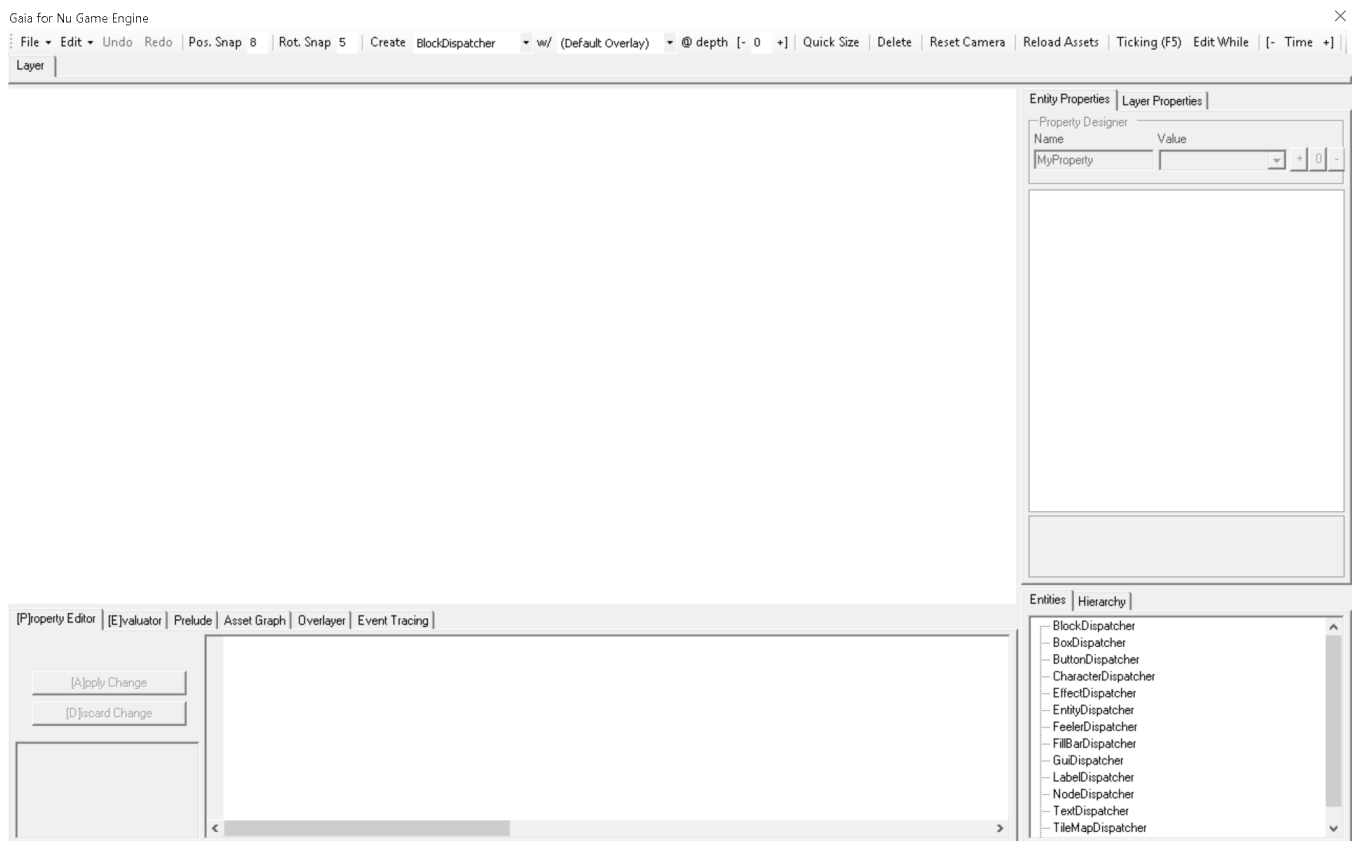 Gaia for Nu Game Engine
File Edit Undo Redo Pos. Snap 8 Rot. Snap 5 Create BlockDispatcher w/ (Default Overlay) @ depth [- 0 +] Quick Size Delete Reset Camera Reload Assets Ticking (F5) Edit While [- Time +]
Layer
Entity Properties Layer Properties
Property Designer
Name Value
MyProperty + 0 -
[P]roperty Editor [E]valuator Prelude Asset Graph Overlayer Event Tracing
[A]pply Change
[D]iscard Change
Entities Hierarchy
BlockDispatcher
BoxDispatcher
ButtonDispatcher
CharacterDispatcher
EffectDispatcher
EntityDispatcher
FeelerDispatcher
FillBarDispatcher
GuiDispatcher
LabelDispatcher
NodeDispatcher
TextDispatcher
TileMapDispatcher